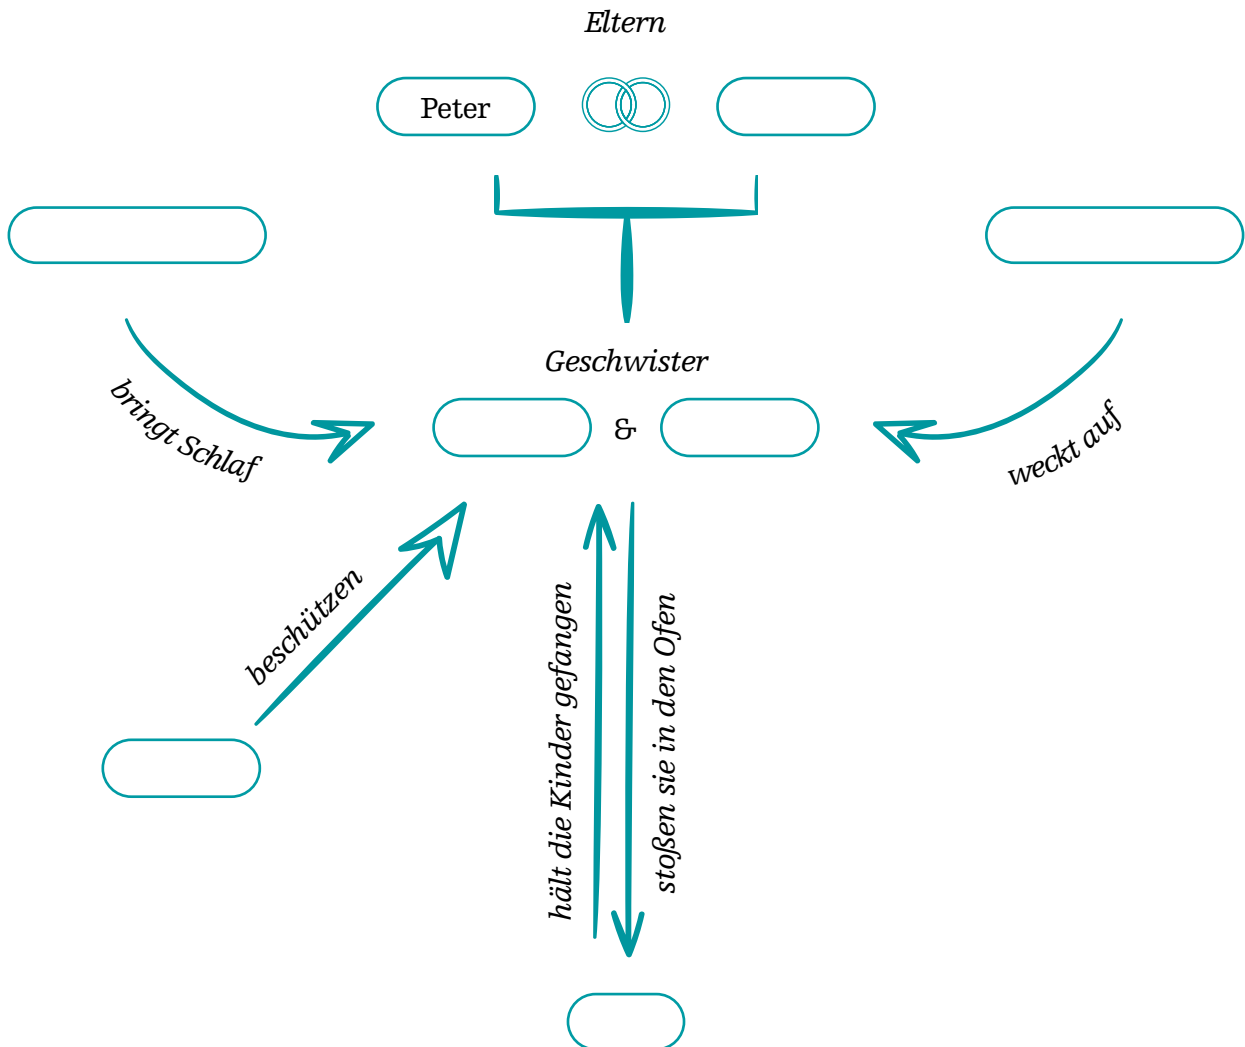 Eltern
Peter
Geschwister
&
bringt Schlaf
weckt auf
beschützen
hält die Kinder gefangen
stoßen sie in den Ofen